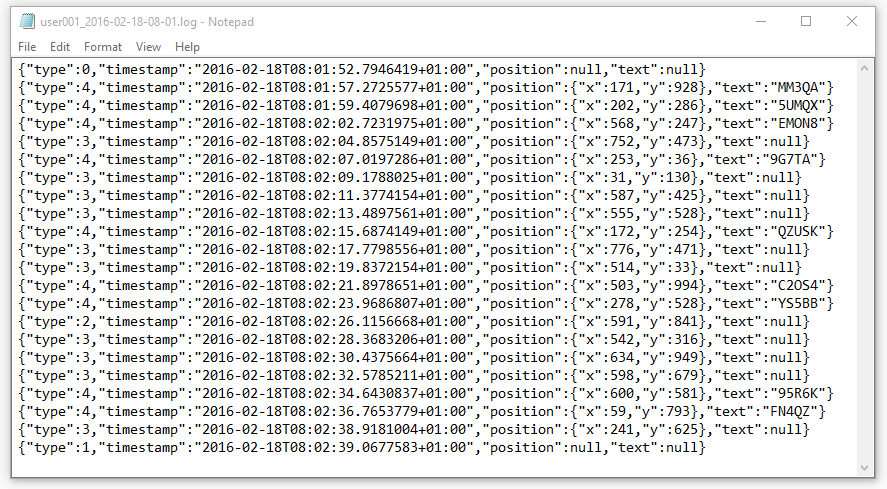 user001_2016-02-18-08-01.log - Notepad
File Edit Format View Help
{"type":0,"timestamp":"2016-02-18T08:01:52.7946419+01:00","position":null,"text":null}
{"type":4,"timestamp":"2016-02-18T08:01:57.2725577+01:00","position":{"x":171,"y":928},"text":"MM3QA"}
{"type":4,"timestamp":"2016-02-18T08:01:59.4079698+01:00","position":{"x":202,"y":286},"text":"5UMQX"}
{"type":4,"timestamp":"2016-02-18T08:02:02.7231975+01:00","position":{"x":568,"y":247},"text":"EMON8"}
{"type":3,"timestamp":"2016-02-18T08:02:04.8575149+01:00","position":{"x":752,"y":473},"text":null}
{"type":4,"timestamp":"2016-02-18T08:02:07.0197286+01:00","position":{"x":253,"y":36},"text":"9G7TA"}
{"type":3,"timestamp":"2016-02-18T08:02:09.1788025+01:00","position":{"x":31,"y":130},"text":null}
{"type":3,"timestamp":"2016-02-18T08:02:11.3774154+01:00","position":{"x":587,"y":425},"text":null}
{"type":3,"timestamp":"2016-02-18T08:02:13.4897561+01:00","position":{"x":555,"y":528},"text":null}
{"type":4,"timestamp":"2016-02-18T08:02:15.6874149+01:00","position":{"x":172,"y":254},"text":"QZUSK"}
{"type":3,"timestamp":"2016-02-18T08:02:17.7798556+01:00","position":{"x":776,"y":471},"text":null}
{"type":3,"timestamp":"2016-02-18T08:02:19.8372154+01:00","position":{"x":514,"y":33},"text":null}
{"type":4,"timestamp":"2016-02-18T08:02:21.8978651+01:00","position":{"x":503,"y":994},"text":"C2OS4"}
{"type":4,"timestamp":"2016-02-18T08:02:23.9686807+01:00","position":{"x":278,"y":528},"text":"YS5BB"}
{"type":2,"timestamp":"2016-02-18T08:02:26.1156668+01:00","position":{"x":591,"y":841},"text":null}
{"type":3,"timestamp":"2016-02-18T08:02:28.3683206+01:00","position":{"x":542,"y":316},"text":null}
{"type":3,"timestamp":"2016-02-18T08:02:30.4375664+01:00","position":{"x":634,"y":949},"text":null}
{"type":3,"timestamp":"2016-02-18T08:02:32.5785211+01:00","position":{"x":598,"y":679},"text":null}
{"type":4,"timestamp":"2016-02-18T08:02:34.6430837+01:00","position":{"x":600,"y":581},"text":"95R6K"}
{"type":4,"timestamp":"2016-02-18T08:02:36.7653779+01:00","position":{"x":59,"y":793},"text":"FN4QZ"}
{"type":3,"timestamp":"2016-02-18T08:02:38.9181004+01:00","position":{"x":241,"y":625},"text":null}
{"type":1,"timestamp":"2016-02-18T08:02:39.0677583+01:00","position":null,"text":null}